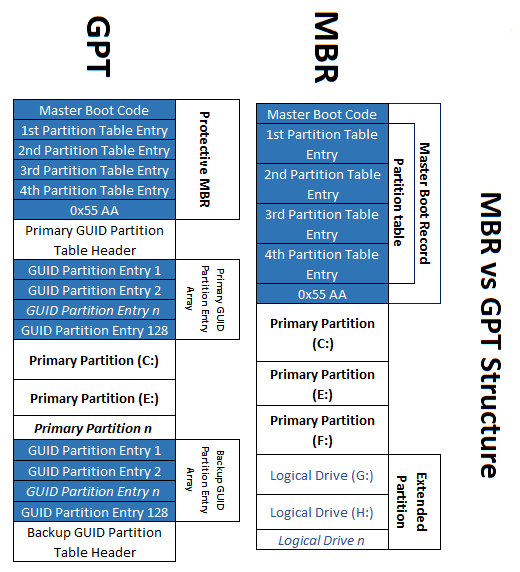 MBR vs GPT Structure
GPT
Master Boot Code
1st Partition Table Entry
2nd Partition Table Entry
3rd Partition Table Entry
4th Partition Table Entry
0x55 AA
Protective MBR
Primary GUID Partition
Table Header
GUID Partition Entry 1
GUID Partition Entry 2
GUID Partition Entry n
GUID Partition Entry 128
Primary GUID
Partition Entry
Array
Primary Partition (C:)
Primary Partition (E:)
Primary Partition n
GUID Partition Entry 1
GUID Partition Entry 2
GUID Partition Entry n
GUID Partition Entry 128
Backup GUID
Partition Entry
Array
Backup GUID Partition
Table Header
MBR
Master Boot Code
1st Partition Table
Entry
2nd Partition Table
Entry
3rd Partition Table
Entry
4th Partition Table
Entry
0x55 AA
Partition table
Master Boot Record
Primary Partition
(C:)
Primary Partition
(E:)
Primary Partition
(F:)
Logical Drive (G:)
Logical Drive (H:)
Logical Drive n
Extended
Partition